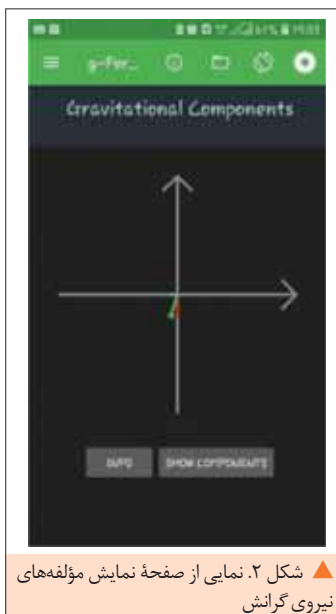 g-For...
Gravitational Components
INFO
SHOW COMPONENTS
▲ شکل ۲. نمایی از صفحهٔ نمایش مؤلفه‌های
نیروی گرانش